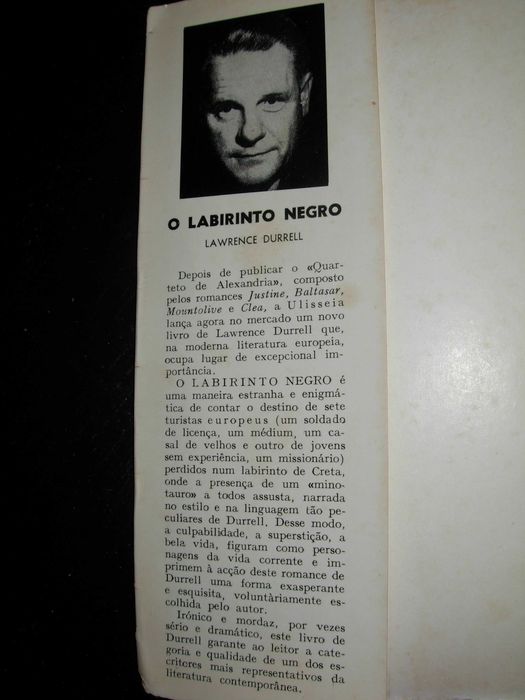 O LABIRINTO NEGRO
LAWRENCE DURRELL
Depois de publicar o «Quar-
teto de Alexandria», composto
pelos romances Justine, Baltasar,
Mountolive e Clea, a Ulisseia
lança agora no mercado um novo
livro de Lawrence Durrell que,
na moderna literatura europeia,
ocupa lugar de excepcional im-
portância.
O LABIRINTO NEGRO é
uma maneira estranha e enigmá-
tica de contar o destino de sete
turistas europeus (um soldado
de licença, um médium, um ca-
sal de velhos e outro de jovens
sem experiência, um missionário)
perdidos num labirinto de Creta,
onde a presença de um «mino-
tauro» a todos assusta, narrada
no estilo e na linguagem tão pe-
culiares de Durrell. Desse modo,
a culpabilidade, a superstição, a
bela vida, figuram como perso-
nagens da vida corrente e im-
primem à acção deste romance de
Durrell uma forma exasperante
e esquisita, voluntàriamente es-
colhida pelo autor.
Irónico e mordaz, por vezes
sério e dramático, este livro de
Durrell garante ao leitor a cate-
goria e qualidade de um dos es-
critores mais representativos da
literatura contemporânea.